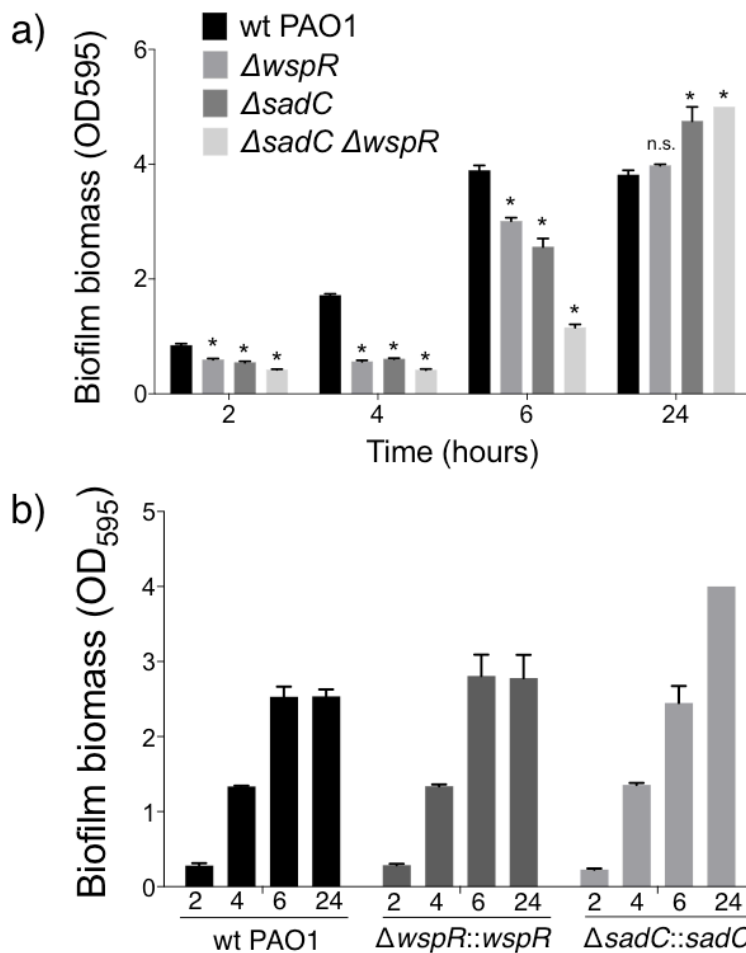 a)
wt PAO1
ΔwspR
ΔsadC
ΔsadC ΔwspR
Biofilm biomass (OD595)
6
4
2
0
* * *
* * *
* * *
n.s. * *
2 4 6 24
Time (hours)
b)
Biofilm biomass (OD595)
5
4
3
2
1
0
2 4 6 24 2 4 6 24 2 4 6 24
wt PAO1 ΔwspR::wspR ΔsadC::sadC